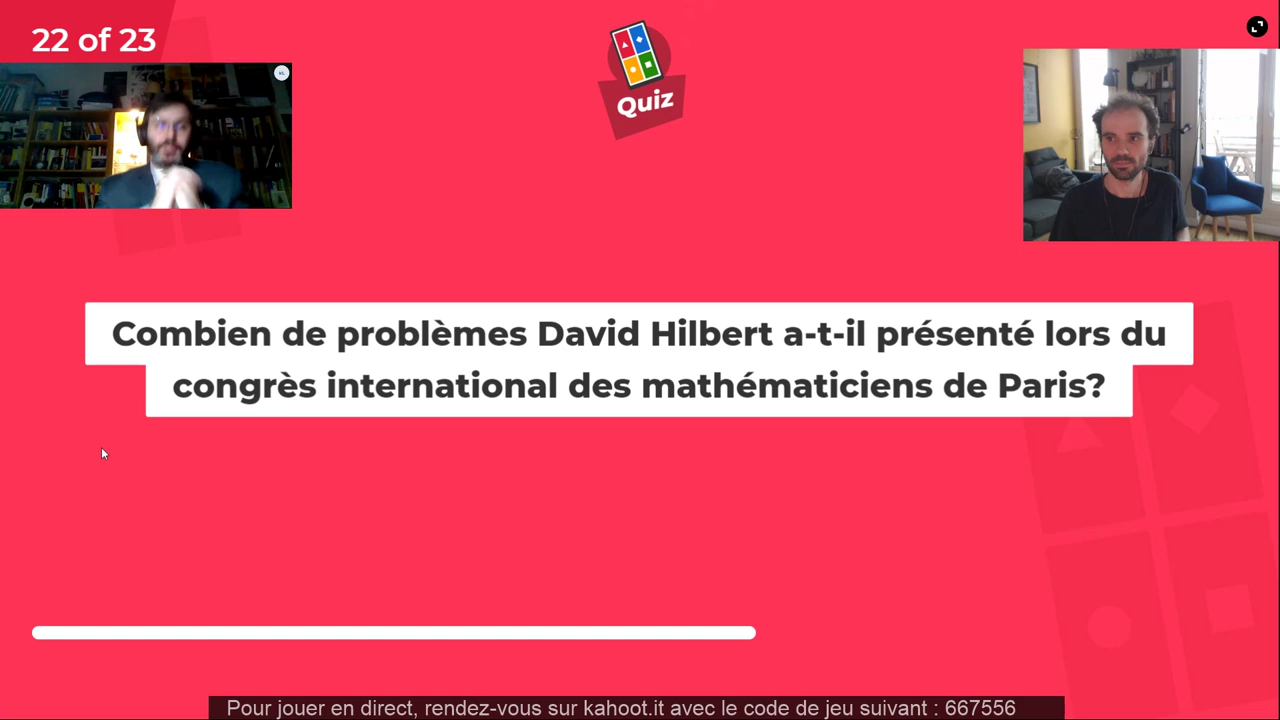 22 of 23
Quiz
Combien de problèmes David Hilbert a-t-il présenté lors du
congrès international des mathématiciens de Paris?
Pour jouer en direct, rendez-vous sur kahoot.it avec le code de jeu suivant : 667556